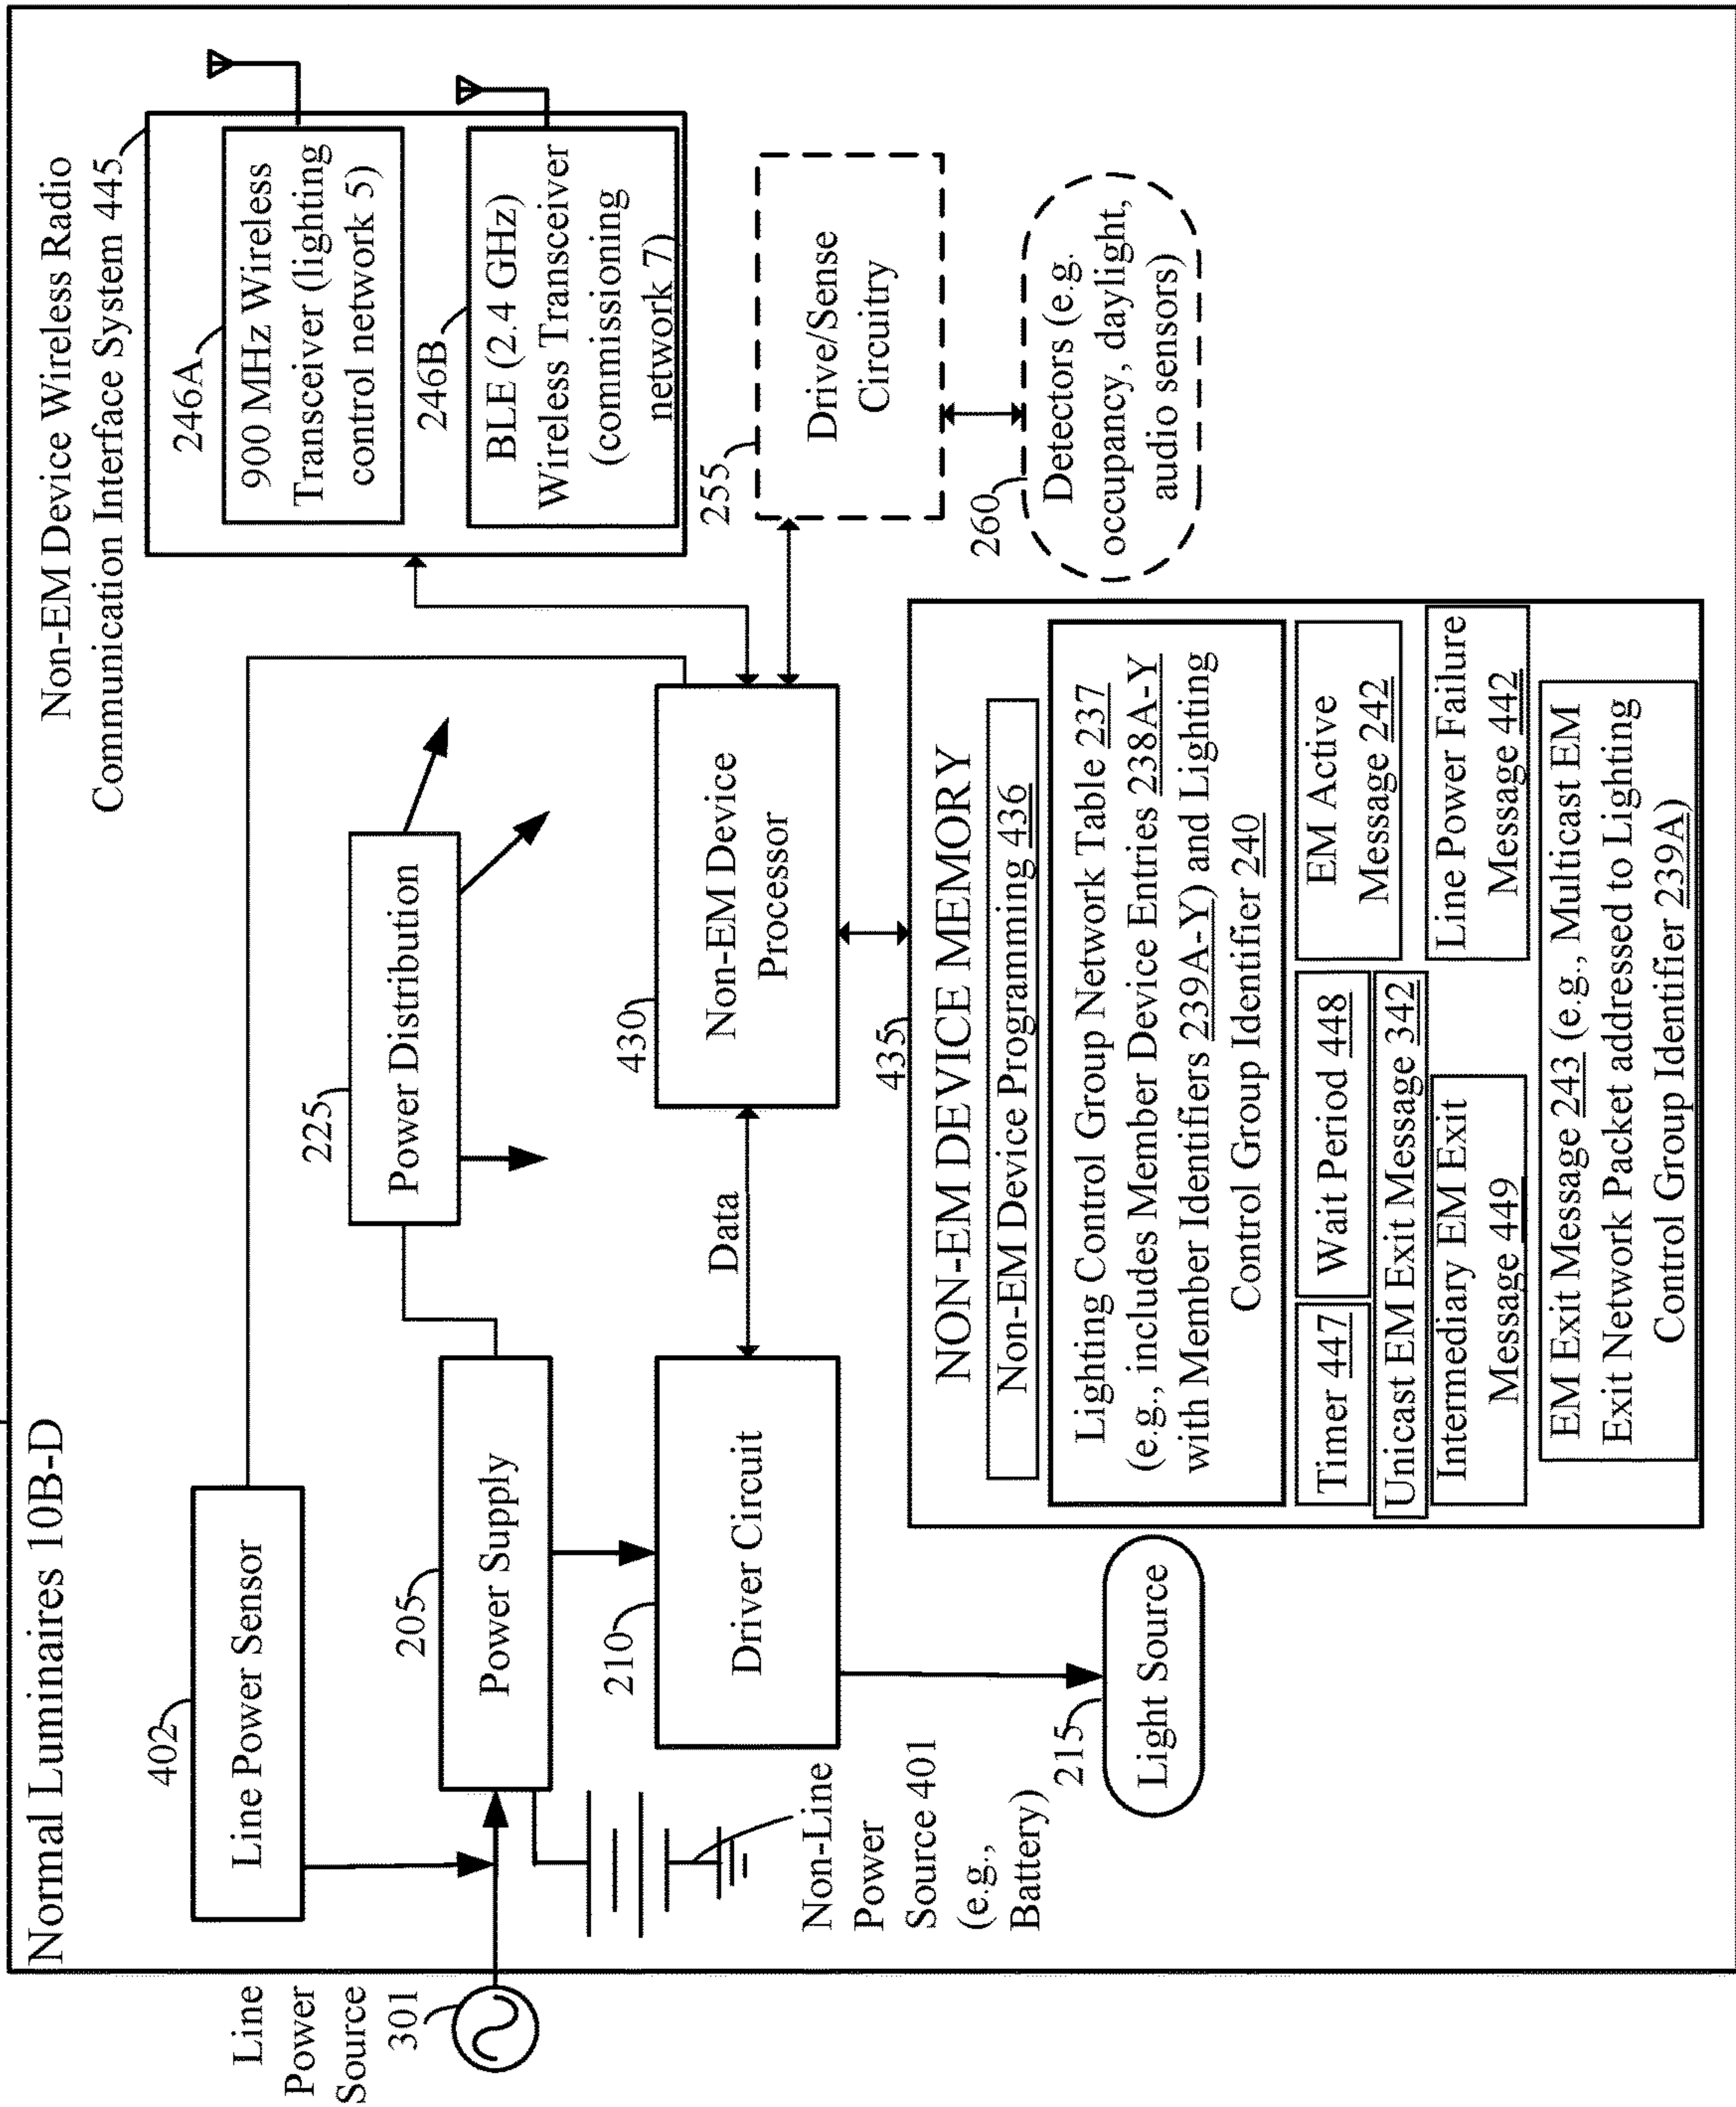 Normal Luminaires 10B-D
Line
Power
Source
301
402
Line Power Sensor
205
Power Supply
210
Driver Circuit
Non-Line
Power
Source 401
(e.g.,
Battery)
215
Light Source
225
Power Distribution
Data
430
Non-EM Device
Processor
Non-EM Device Wireless Radio
Communication Interface System 445
246A
900 MHz Wireless
Transceiver (lighting
control network 5)
246B
BLE (2.4 GHz)
Wireless Transceiver
(commissioning
network 7)
255
Drive/Sense
Circuitry
260
Detectors (e.g.
occupancy, daylight,
audio sensors)
435
NON-EM DEVICE MEMORY
Non-EM Device Programming 436
Lighting Control Group Network Table 237
(e.g., includes Member Device Entries 238A-Y
with Member Identifiers 239A-Y) and Lighting
Control Group Identifier 240
Timer 447
Wait Period 448
EM Active
Message 242
Unicast EM Exit Message 342
Intermediary EM Exit
Message 449
Line Power Failure
Message 442
EM Exit Message 243 (e.g., Multicast EM
Exit Network Packet addressed to Lighting
Control Group Identifier 239A)